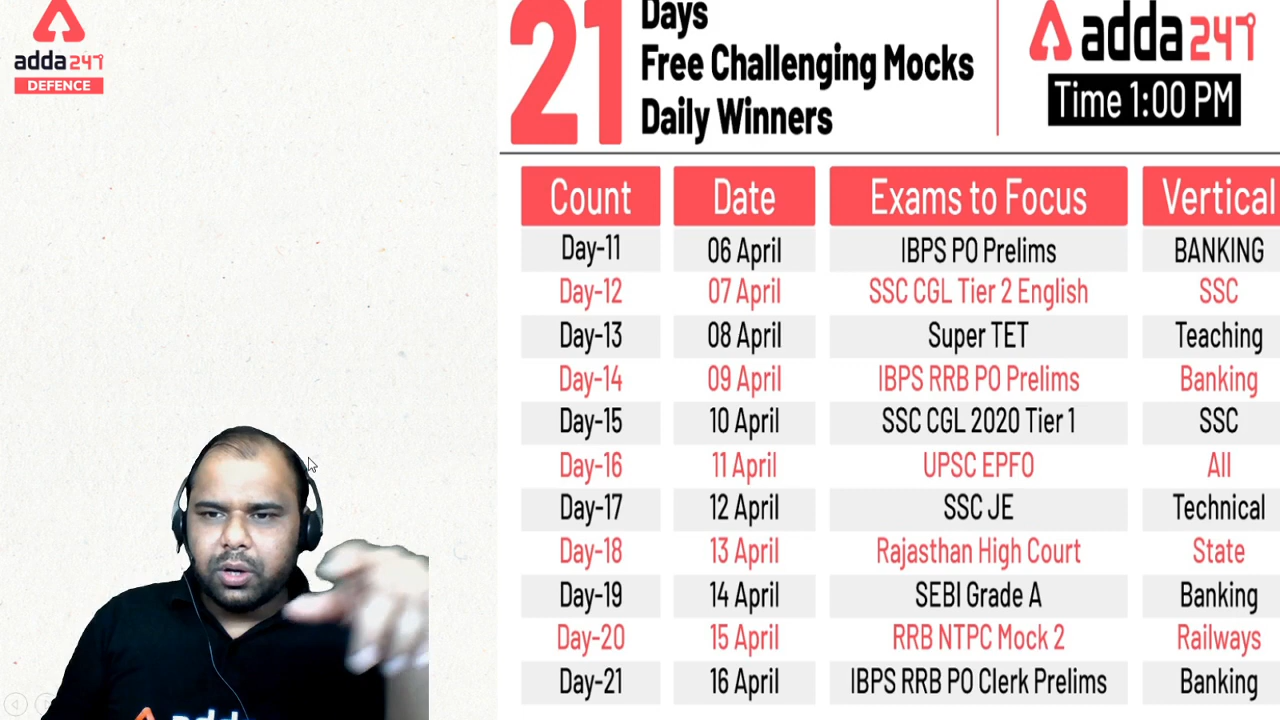 adda247
DEFENCE
21
Days
Free Challenging Mocks
Daily Winners
adda247
Time 1:00 PM
Count Date Exams to Focus Vertical
Day-11 06 April IBPS PO Prelims BANKING
Day-12 07 April SSC CGL Tier 2 English SSC
Day-13 08 April Super TET Teaching
Day-14 09 April IBPS RRB PO Prelims Banking
Day-15 10 April SSC CGL 2020 Tier 1 SSC
Day-16 11 April UPSC EPFO All
Day-17 12 April SSC JE Technical
Day-18 13 April Rajasthan High Court State
Day-19 14 April SEBI Grade A Banking
Day-20 15 April RRB NTPC Mock 2 Railways
Day-21 16 April IBPS RRB PO Clerk Prelims Banking